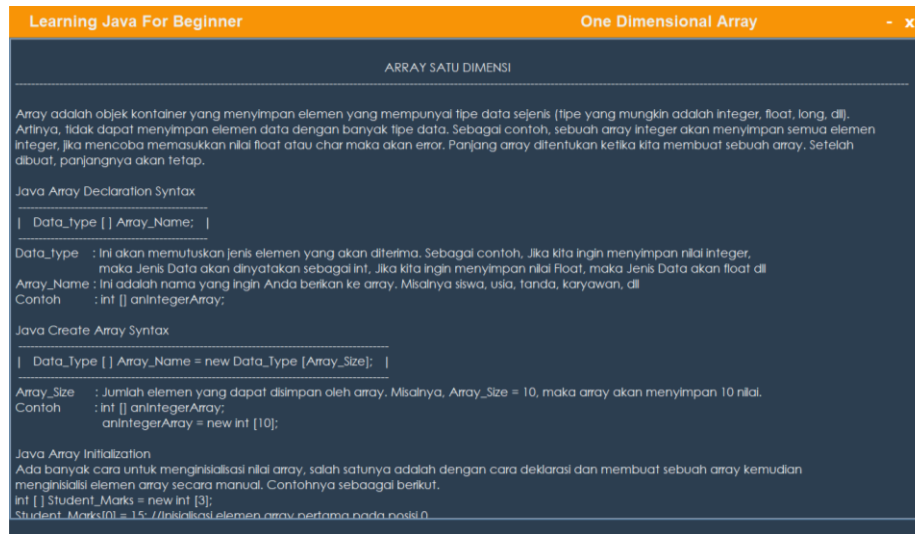 Learning Java For Beginner One Dimensional Array - x
ARRAY SATU DIMENSI
Array adalah objek kontainer yang menyimpan elemen yang mempunyai tipe data sejenis (tipe yang mungkin adalah integer, float, long, dll).
Artinya, tidak dapat menyimpan elemen data dengan banyak tipe data. Sebagai contoh, sebuah array integer akan menyimpan semua elemen
integer, jika mencoba memasukkan nilai float atau char maka akan error. Panjang array ditentukan ketika kita membuat sebuah array. Setelah
dibuat, panjangnya akan tetap.
Java Array Declaration Syntax
| Data_type [ ] Array_Name; |
Data_type : Ini akan memutuskan jenis elemen yang akan diterima. Sebagai contoh, Jika kita ingin menyimpan nilai integer,
maka Jenis Data akan dinyatakan sebagai int, Jika kita ingin menyimpan nilai Float, maka Jenis Data akan float dll
Array_Name : Ini adalah nama yang ingin Anda berikan ke array. Misalnya siswa, usia, tanda, karyawan, dll
Contoh : int [] anIntegerArray;
Java Create Array Syntax
| Data_Type [ ] Array_Name = new Data_Type [Array_Size]; |
Array_Size : Jumlah elemen yang dapat disimpan oleh array. Misalnya, Array_Size = 10, maka array akan menyimpan 10 nilai.
Contoh : int [] anIntegerArray;
anIntegerArray = new int [10];
Java Array Initialization
Ada banyak cara untuk menginisialisasi nilai array, salah satunya adalah dengan cara deklarasi dan membuat sebuah array kemudian
menginisialisi elemen array secara manual. Contohnya sebaagai berikut.
int [ ] Student_Marks = new int [3];
Student_Marks[0] = 15; //Inisialisasi elemen array pertama pada posisi 0